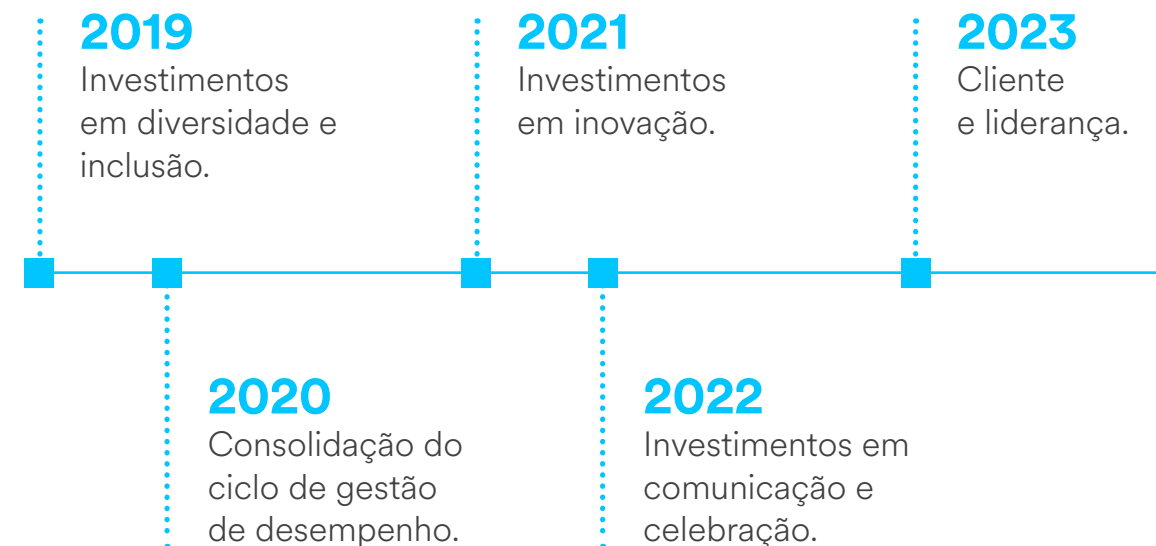 2019
Investimentos
em diversidade e
inclusão.
2020
Consolidação do
ciclo de gestão
de desempenho.
2021
Investimentos
em inovação.
2022
Investimentos em
comunicação e
celebração.
2023
Cliente
e liderança.